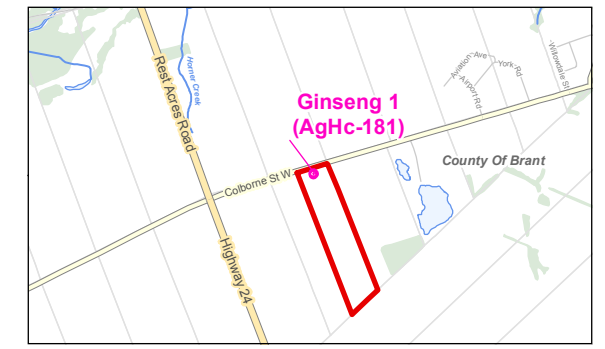 Rest Acres Road
Horner Creek
Aviation Ave
York Rd
Airport Rd
Willowdale St
Ginseng 1
(AgHc-181)
County Of Brant
Colborne St W
Highway 24